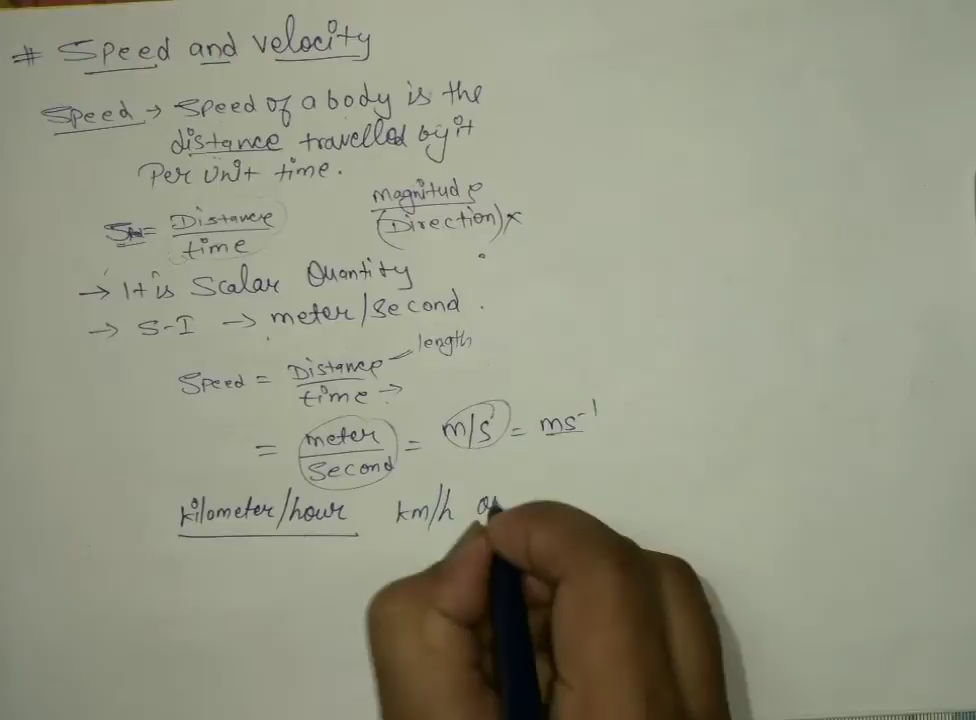 # Speed and velocity
Speed → Speed of a body is the
distance travelled by it
Per Unit time.
= Distance
time
magnitude
(Direction) x
→ It is Scalar Quantity
→ S-I → meter/Second.
Speed = Distance — length
time →
= meter = m/s = ms⁻¹
Second
kilometer/hour km/h